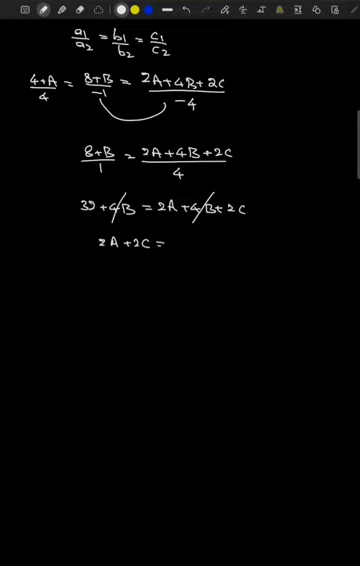 a₁/a₂ = b₁/b₂ = c₁/c₂
4+A/4 = 8+B/-1 = 2A+4B+2C/-4
8+B/1 = 2A+4B+2C/4
32+4B = 2A+4B+2C
2A+2C =